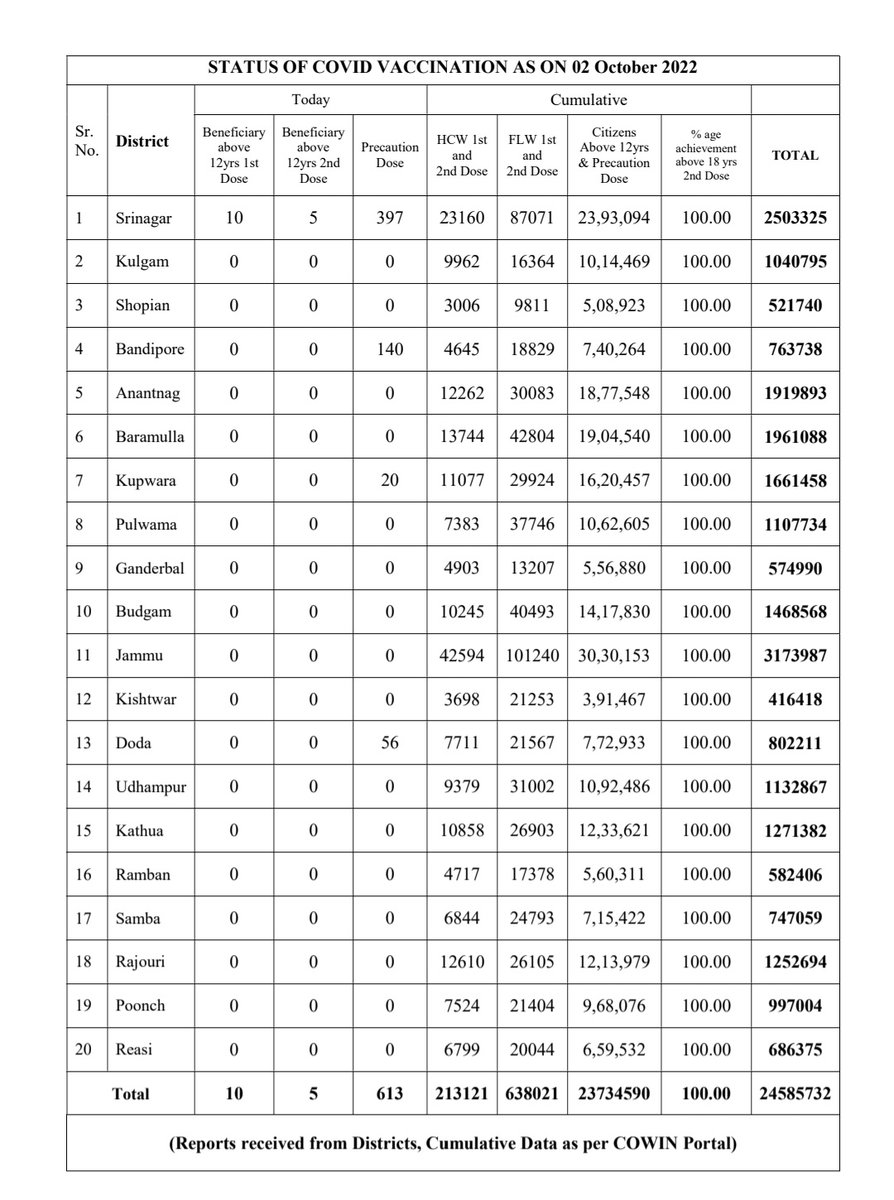 STATUS OF COVID VACCINATION AS ON 02 October 2022
Today Cumulative
Sr. No. District Beneficiary above 12yrs 1st Dose Beneficiary above 12yrs 2nd Dose Precaution Dose HCW 1st and 2nd Dose FLW 1st and 2nd Dose Citizens Above 12yrs & Precaution Dose % age achievement above 18 yrs 2nd Dose TOTAL
1 Srinagar 10 5 397 23160 87071 23,93,094 100.00 2503325
2 Kulgam 0 0 0 9962 16364 10,14,469 100.00 1040795
3 Shopian 0 0 0 3006 9811 5,08,923 100.00 521740
4 Bandipore 0 0 140 4645 18829 7,40,264 100.00 763738
5 Anantnag 0 0 0 12262 30083 18,77,548 100.00 1919893
6 Baramulla 0 0 0 13744 42804 19,04,540 100.00 1961088
7 Kupwara 0 0 20 11077 29924 16,20,457 100.00 1661458
8 Pulwama 0 0 0 7383 37746 10,62,605 100.00 1107734
9 Ganderbal 0 0 0 4903 13207 5,56,880 100.00 574990
10 Budgam 0 0 0 10245 40493 14,17,830 100.00 1468568
11 Jammu 0 0 0 42594 101240 30,30,153 100.00 3173987
12 Kishtwar 0 0 0 3698 21253 3,91,467 100.00 416418
13 Doda 0 0 56 7711 21567 7,72,933 100.00 802211
14 Udhampur 0 0 0 9379 31002 10,92,486 100.00 1132867
15 Kathua 0 0 0 10858 26903 12,33,621 100.00 1271382
16 Ramban 0 0 0 4717 17378 5,60,311 100.00 582406
17 Samba 0 0 0 6844 24793 7,15,422 100.00 747059
18 Rajouri 0 0 0 12610 26105 12,13,979 100.00 1252694
19 Poonch 0 0 0 7524 21404 9,68,076 100.00 997004
20 Reasi 0 0 0 6799 20044 6,59,532 100.00 686375
Total 10 5 613 213121 638021 23734590 100.00 24585732
(Reports received from Districts, Cumulative Data as per COWIN Portal)